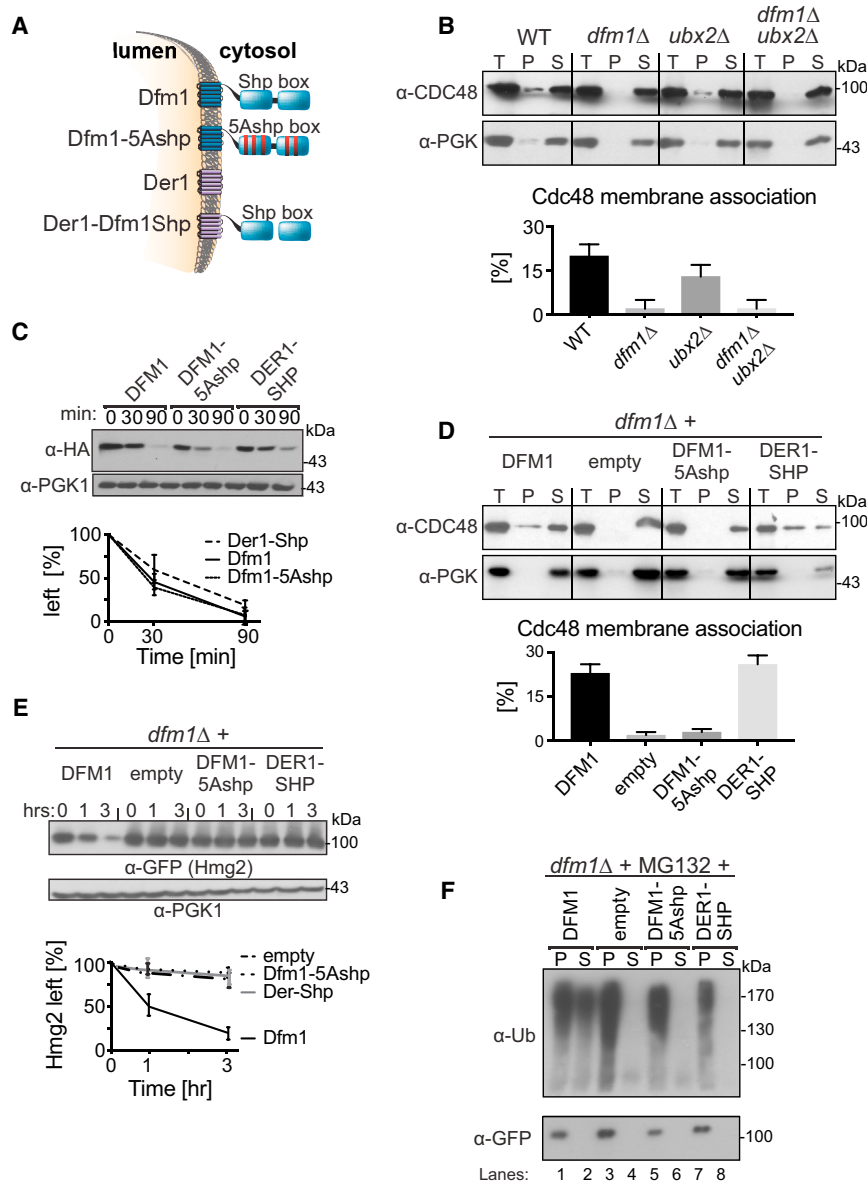 A
lumen cytosol
Shp box
Dfm1
5Ashp box
Dfm1-5Ashp
Der1
Shp box
Der1-Dfm1Shp
B
WT dfm1Δ ubx2Δ dfm1Δ ubx2Δ
T P S T P S T P S T P S kDa
α-CDC48 -100
α-PGK -43
Cdc48 membrane association
[%]
30
15
0
WT dfm1Δ ubx2Δ dfm1Δ ubx2Δ
C
DFM1 DFM1-5Ashp DER1-SHP
min: 0 30 90 0 30 90 0 30 90 kDa
α-HA -43
α-PGK1 -43
left [%]
100
50
0
Der1-Shp
Dfm1
Dfm1-5Ashp
0 30 90
Time [min]
D
dfm1Δ +
DFM1 empty DFM1-5Ashp DER1-SHP
T P S T P S T P S T P S kDa
α-CDC48 -100
α-PGK -43
Cdc48 membrane association
[%]
30
15
0
DFM1 empty DFM1-5Ashp DER1-SHP
E
dfm1Δ +
DFM1 empty DFM1-5Ashp DER1-SHP
hrs: 0 1 3 0 1 3 0 1 3 0 1 3 kDa
-100
α-GFP (Hmg2)
-43
α-PGK1
Hmg2 left [%]
100
50
0
empty
Dfm1-5Ashp
Der-Shp
Dfm1
0 1 3
Time [hr]
F
dfm1Δ + MG132 +
DFM1 empty DFM1-5Ashp DER1-SHP
P S P S P S P S kDa
α-Ub
-170
-130
-100
α-GFP -100
Lanes: 1 2 3 4 5 6 7 8